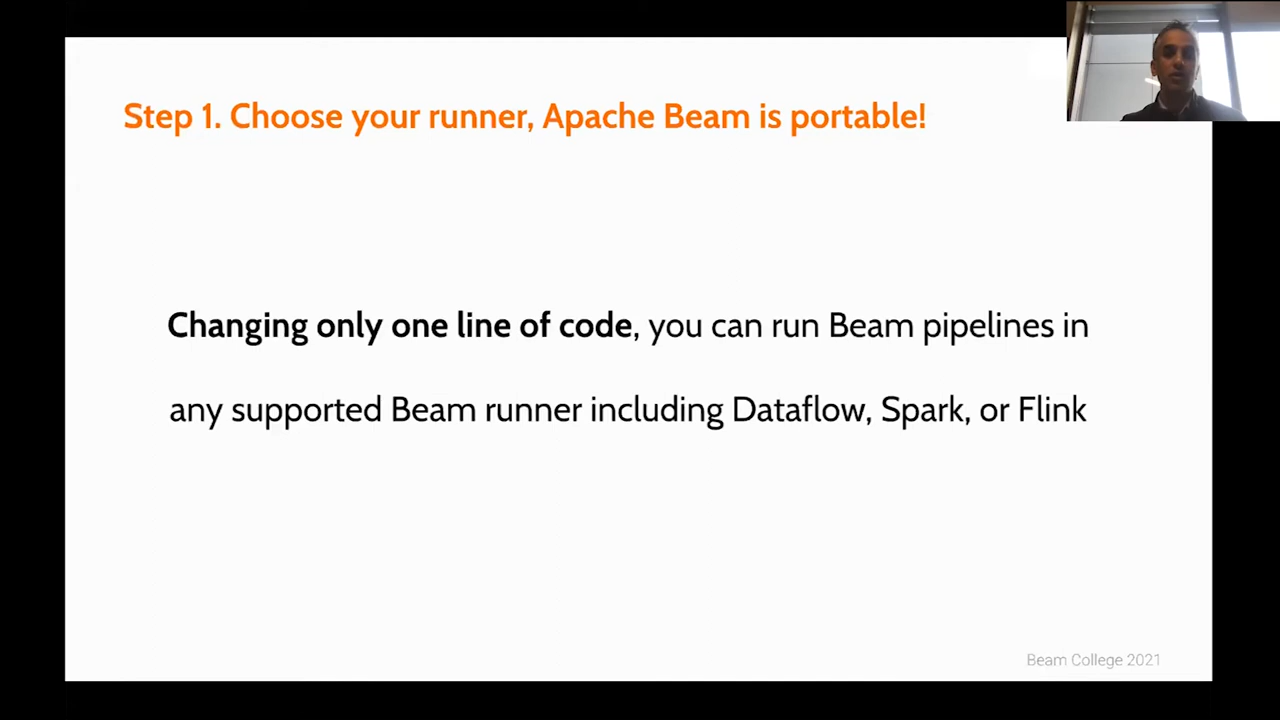 Step 1. Choose your runner, Apache Beam is portable!
Changing only one line of code, you can run Beam pipelines in
any supported Beam runner including Dataflow, Spark, or Flink
Beam College 2021